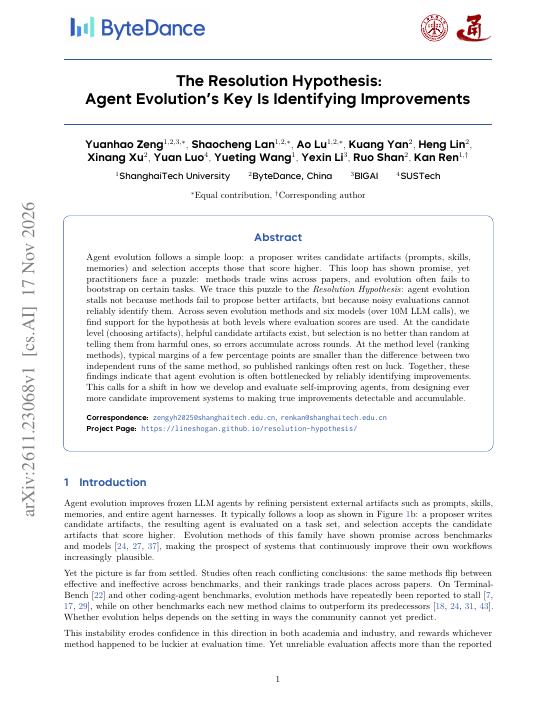 ByteDance
The Resolution Hypothesis:
Agent Evolution's Key Is Identifying Improvements
Yuanhao Zeng1,2,3,*, Shaocheng Lan1,2,*, Ao Lu1,2,*, Kuang Yan2, Heng Lin2,
Xinang Xu2, Yuan Luo4, Yueting Wang1, Yexin Li3, Ruo Shan2, Kan Ren1,†
1ShanghaiTech University 2ByteDance, China 3BIGAI 4SUSTech
*Equal contribution, †Corresponding author
Abstract
Agent evolution follows a simple loop: a proposer writes candidate artifacts (prompts, skills,
memories) and selection accepts those that score higher. This loop has shown promise, yet
practitioners face a puzzle: methods trade wins across papers, and evolution often fails to
bootstrap on certain tasks. We trace this puzzle to the Resolution Hypothesis: agent evolution
stalls not because methods fail to propose better artifacts, but because noisy evaluations cannot
reliably identify them. Across seven evolution methods and six models (over 10M LLM calls), we
find support for the hypothesis at both levels where evaluation scores are used. At the candidate
level (choosing artifacts), helpful candidate artifacts exist, but selection is no better than random at
telling them from harmful ones, so errors accumulate across rounds. At the method level (ranking
methods), typical margins of a few percentage points are smaller than the difference between two
independent runs of the same method, so published rankings often rest on luck. Together, these
findings indicate that agent evolution is often bottlenecked by reliably identifying improvements.
This calls for a shift in how we develop and evaluate self-improving agents, from designing ever
more candidate improvement systems to making true improvements detectable and accumulable.
Correspondence: zengyh2025@shanghaitech.edu.cn, renkan@shanghaitech.edu.cn
Project Page: https://lineshogan.github.io/resolution-hypothesis/
arXiv:2611.23068v1 [cs.AI] 17 Nov 2026
1 Introduction
Agent evolution improves frozen LLM agents by refining persistent external artifacts such as prompts, skills,
memories, and entire agent harnesses. It typically follows a loop as shown in Figure 1b: a proposer writes
candidate artifacts, the resulting agent is evaluated on a task set, and selection accepts the candidate
artifacts that score higher. Evolution methods of this family have shown promise across benchmarks
and models [24, 27, 37], making the prospect of systems that continuously improve their own workflows
increasingly plausible.
Yet the picture is far from settled. Studies often reach conflicting conclusions: the same methods flip between
effective and ineffective across benchmarks, and their rankings trade places across papers. On Terminal-
Bench [22] and other coding-agent benchmarks, evolution methods have repeatedly been reported to stall [7,
17, 29], while on other benchmarks each new method claims to outperform its predecessors [18, 24, 31, 43].
Whether evolution helps depends on the setting in ways the community cannot yet predict.
This instability erodes confidence in this direction in both academia and industry, and rewards whichever
method happened to be luckier at evaluation time. Yet unreliable evaluation affects more than the reported
1